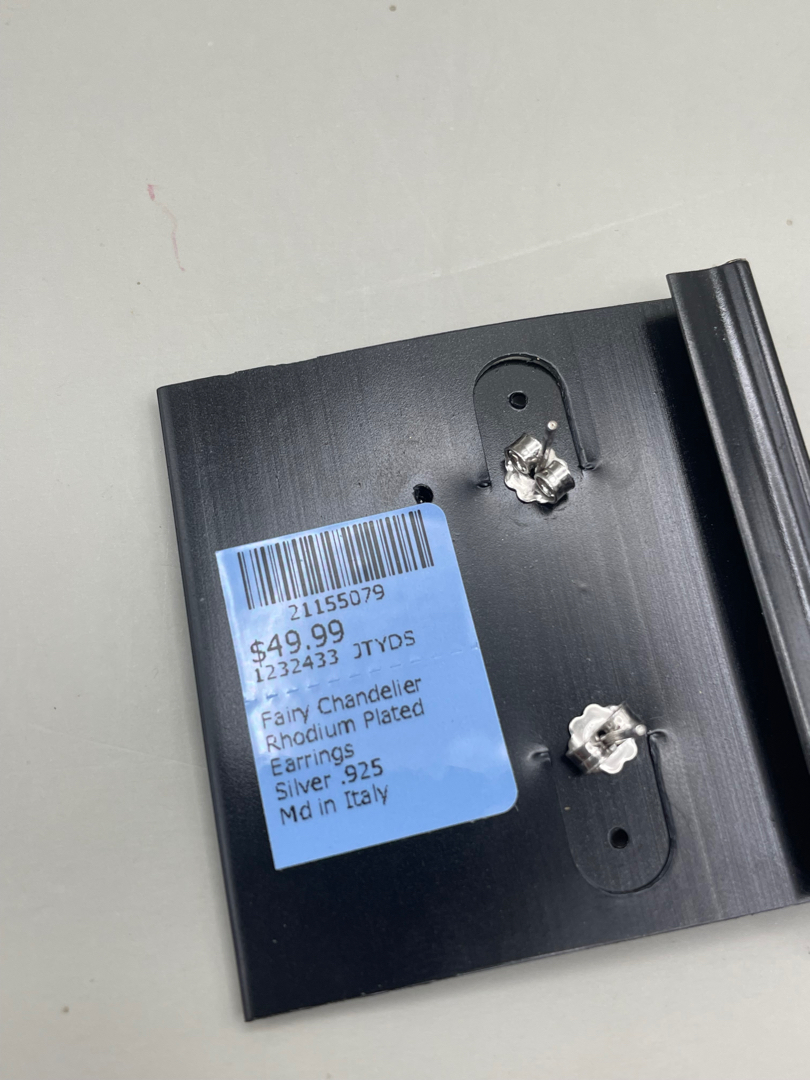 21155079
$49.99
1232433 JTYDS
Fairy Chandelier
Rhodium Plated
Earrings
Silver .925
Md in Italy